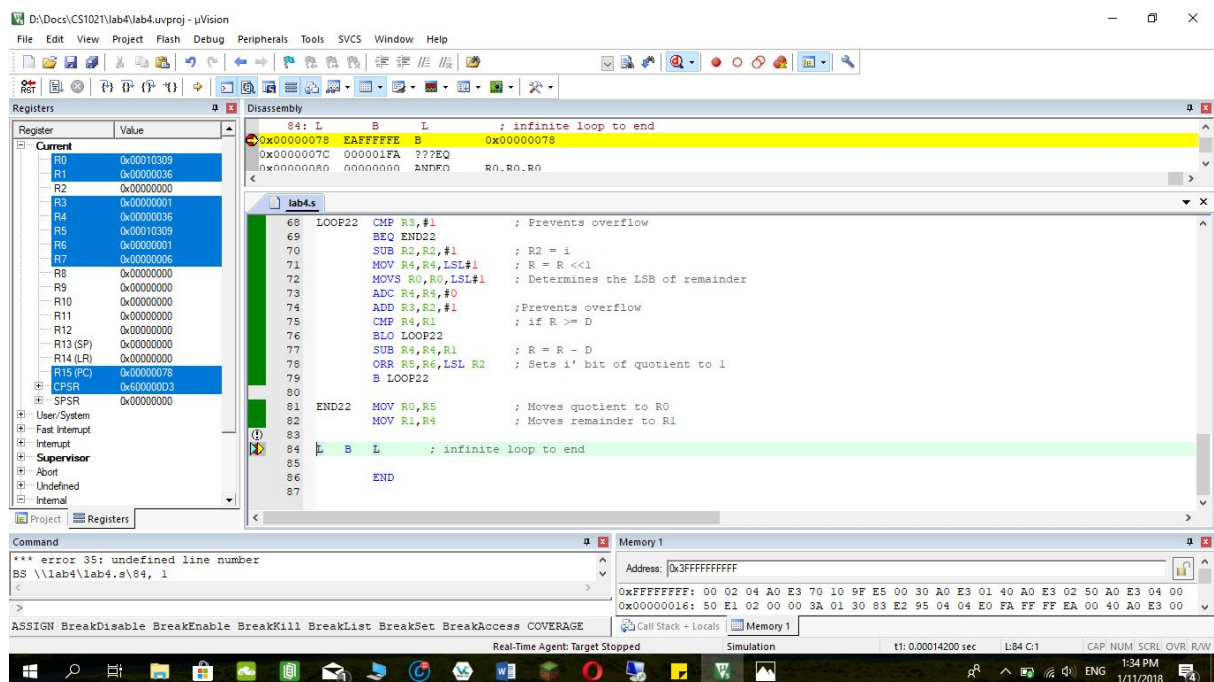 D:\Docs\CS1021\lab4\lab4.uvproj - µVision
File Edit View Project Flash Debug Peripherals Tools SVCS Window Help
Registers
Register Value
Current
R0 0x00010309
R1 0x00000036
R2 0x00000000
R3 0x00000001
R4 0x00000036
R5 0x00010309
R6 0x00000001
R7 0x00000006
R8 0x00000000
R9 0x00000000
R10 0x00000000
R11 0x00000000
R12 0x00000000
R13 (SP) 0x00000000
R14 (LR) 0x00000000
R15 (PC) 0x00000078
CPSR 0x600000D3
SPSR 0x00000000
User/System
Fast Interrupt
Interrupt
Supervisor
Abort
Undefined
Internal
Project Registers
Disassembly
84: L B L ; infinite loop to end
0x00000078 EAFFFFFE B 0x00000078
0x0000007C 000001FA ???EQ
0x00000080 00000000 ANDEQ R0,R0,R0
lab4.s
68 LOOP22 CMP R3,#1 ; Prevents overflow
69 BEQ END22
70 SUB R2,R2,#1 ; R2 = i
71 MOV R4,R4,LSL#1 ; R = R <<1
72 MOVS R0,R0,LSL#1 ; Determines the LSB of remainder
73 ADC R4,R4,#0
74 ADD R3,R2,#1 ;Prevents overflow
75 CMP R4,R1 ; if R >= D
76 BLO LOOP22
77 SUB R4,R4,R1 ; R = R - D
78 ORR R5,R6,LSL R2 ; Sets i' bit of quotient to 1
79 B LOOP22
80
81 END22 MOV R0,R5 ; Moves quotient to R0
82 MOV R1,R4 ; Moves remainder to R1
83
84 L B L ; infinite loop to end
85
86 END
87
Command
*** error 35: undefined line number
BS \\lab4\lab4.s\84, 1
>
ASSIGN BreakDisable BreakEnable BreakKill BreakList BreakSet BreakAccess COVERAGE
Memory 1
Address: 0x3FFFFFFFFFF
0xFFFFFFFF: 00 02 04 A0 E3 70 10 9F E5 00 30 A0 E3 01 40 A0 E3 02 50 A0 E3 04 00
0x00000016: 50 E1 02 00 00 3A 01 30 83 E2 95 04 04 E0 FA FF FF EA 00 40 A0 E3 00
Call Stack + Locals Memory 1
Real-Time Agent: Target Stopped Simulation t1: 0.00014200 sec L:84 C:1 CAP NUM SCRL OVR R/W
ENG 1:34 PM
1/11/2018